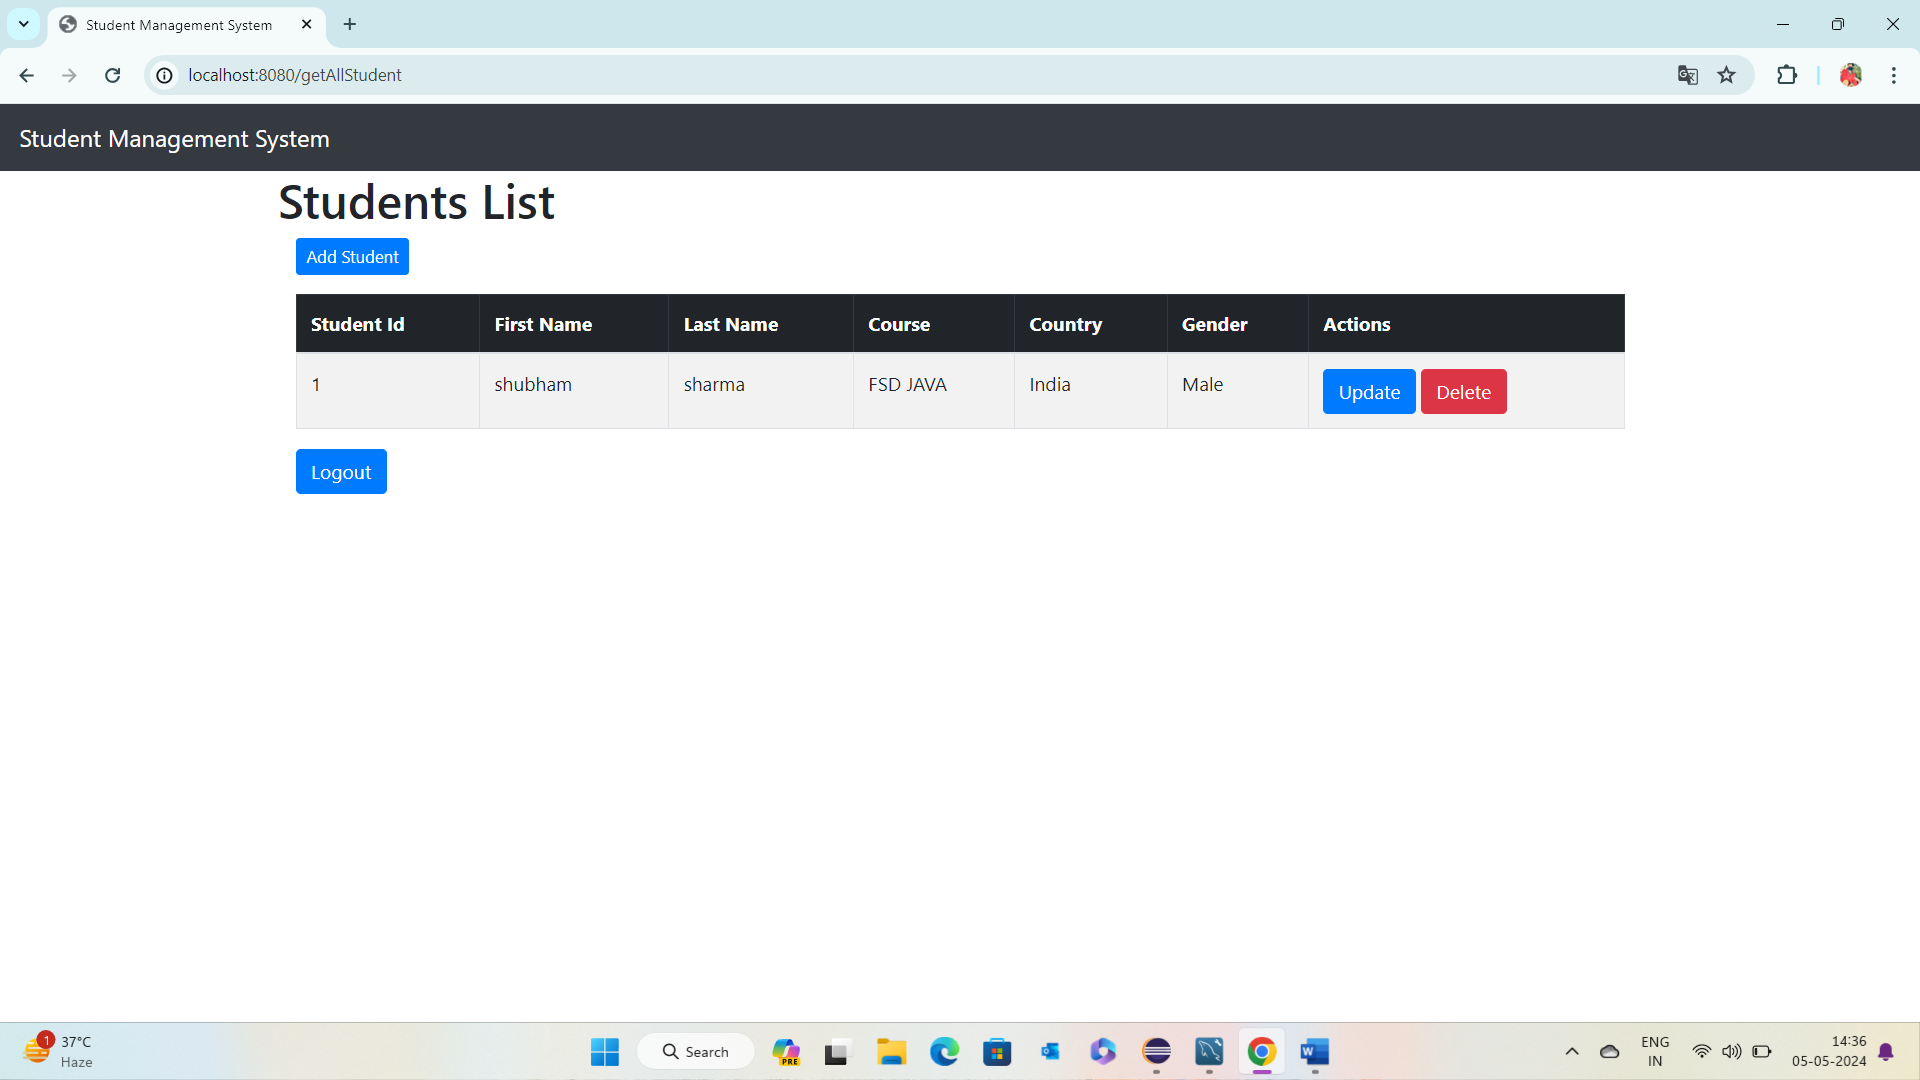 Student Management System
localhost:8080/getAllStudent
Student Management System
Students List
Add Student
Student Id First Name Last Name Course Country Gender Actions
1 shubham sharma FSD JAVA India Male Update Delete
Logout
1 37°C
Haze
Search
PRE
ENG
IN
14:36
05-05-2024